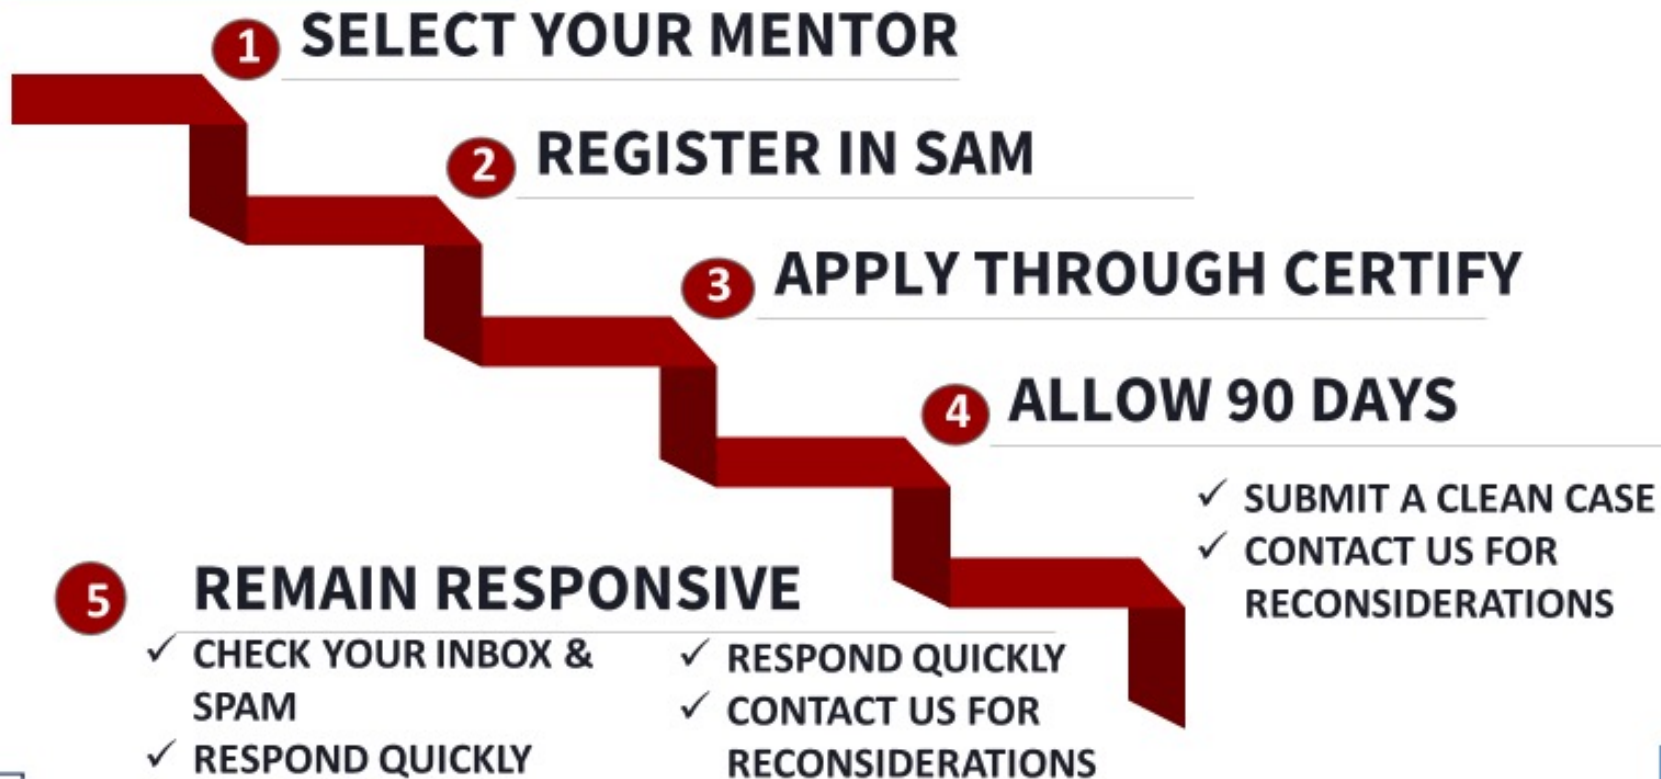 1 SELECT YOUR MENTOR
2 REGISTER IN SAM
3 APPLY THROUGH CERTIFY
4 ALLOW 90 DAYS
✓ SUBMIT A CLEAN CASE
✓ CONTACT US FOR
RECONSIDERATIONS
5 REMAIN RESPONSIVE
✓ CHECK YOUR INBOX &
SPAM
✓ RESPOND QUICKLY
✓ RESPOND QUICKLY
✓ CONTACT US FOR
RECONSIDERATIONS